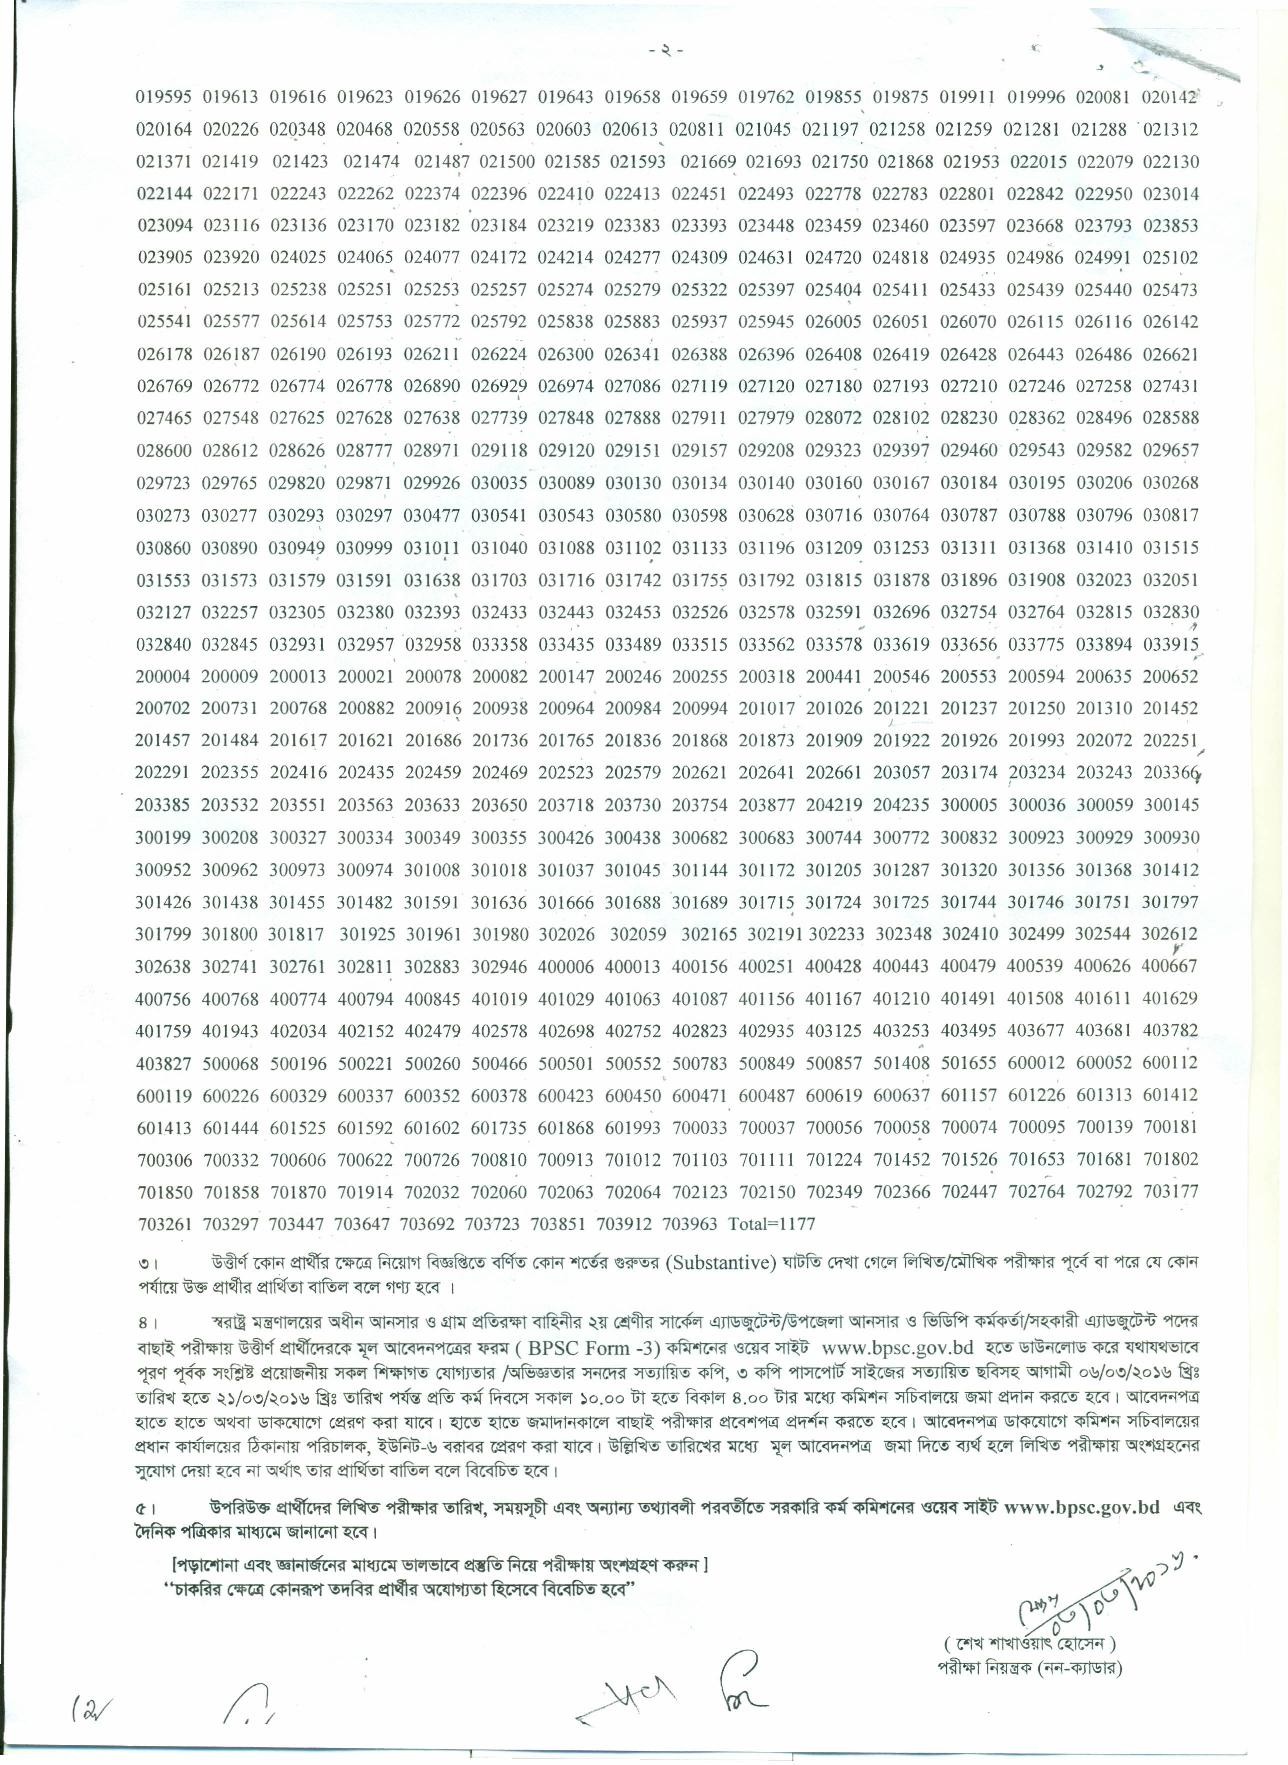 - ২ -
019595 019613 019616 019623 019626 019627 019643 019658 019659 019762 019855 019875 019911 019996 020081 020142
020164 020226 020348 020468 020558 020563 020603 020613 020811 021045 021197 021258 021259 021281 021288 021312
021371 021419 021423 021474 021487 021500 021585 021593 021669 021693 021750 021868 021953 022015 022079 022130
022144 022171 022243 022262 022374 022396 022410 022413 022451 022493 022778 022783 022801 022842 022950 023014
023094 023116 023136 023170 023182 023184 023219 023383 023393 023448 023459 023460 023597 023668 023793 023853
023905 023920 024025 024065 024077 024172 024214 024277 024309 024631 024720 024818 024935 024986 024991 025102
025161 025213 025238 025251 025253 025257 025274 025279 025322 025397 025404 025411 025433 025439 025440 025473
025541 025577 025614 025753 025772 025792 025838 025883 025937 025945 026005 026051 026070 026115 026116 026142
026178 026187 026190 026193 026211 026224 026300 026341 026388 026396 026408 026419 026428 026443 026486 026621
026769 026772 026774 026778 026890 026929 026974 027086 027119 027120 027180 027193 027210 027246 027258 027431
027465 027548 027625 027628 027638 027739 027848 027888 027911 027979 028072 028102 028230 028362 028496 028588
028600 028612 028626 028777 028971 029118 029120 029151 029157 029208 029323 029397 029460 029543 029582 029657
029723 029765 029820 029871 029926 030035 030089 030130 030134 030140 030160 030167 030184 030195 030206 030268
030273 030277 030293 030297 030477 030541 030543 030580 030598 030628 030716 030764 030787 030788 030796 030817
030860 030890 030949 030999 031011 031040 031088 031102 031133 031196 031209 031253 031311 031368 031410 031515
031553 031573 031579 031591 031638 031703 031716 031742 031755 031792 031815 031878 031896 031908 032023 032051
032127 032257 032305 032380 032393 032433 032443 032453 032526 032578 032591 032696 032754 032764 032815 032830
032840 032845 032931 032957 032958 033358 033435 033489 033515 033562 033578 033619 033656 033775 033894 033915
200004 200009 200013 200021 200078 200082 200147 200246 200255 200318 200441 200546 200553 200594 200635 200652
200702 200731 200768 200882 200916 200938 200964 200984 200994 201017 201026 201221 201237 201250 201310 201452
201457 201484 201617 201621 201686 201736 201765 201836 201868 201873 201909 201922 201926 201993 202072 202251
202291 202355 202416 202435 202459 202469 202523 202579 202621 202641 202661 203057 203174 203234 203243 203366
203385 203532 203551 203563 203633 203650 203718 203730 203754 203877 204219 204235 300005 300036 300059 300145
300199 300208 300327 300334 300349 300355 300426 300438 300682 300683 300744 300772 300832 300923 300929 300930
300952 300962 300973 300974 301008 301018 301037 301045 301144 301172 301205 301287 301320 301356 301368 301412
301426 301438 301455 301482 301591 301636 301666 301688 301689 301715 301724 301725 301744 301746 301751 301797
301799 301800 301817 301925 301961 301980 302026 302059 302165 302191 302233 302348 302410 302499 302544 302612
302638 302741 302761 302811 302883 302946 400006 400013 400156 400251 400428 400443 400479 400539 400626 400667
400756 400768 400774 400794 400845 401019 401029 401063 401087 401156 401167 401210 401491 401508 401611 401629
401759 401943 402034 402152 402479 402578 402698 402752 402823 402935 403125 403253 403495 403677 403681 403782
403827 500068 500196 500221 500260 500466 500501 500552 500783 500849 500857 501408 501655 600012 600052 600112
600119 600226 600329 600337 600352 600378 600423 600450 600471 600487 600619 600637 601157 601226 601313 601412
601413 601444 601525 601592 601602 601735 601868 601993 700033 700037 700056 700058 700074 700095 700139 700181
700306 700332 700606 700622 700726 700810 700913 701012 701103 701111 701224 701452 701526 701653 701681 701802
701850 701858 701870 701914 702032 702060 702063 702064 702123 702150 702349 702366 702447 702764 702792 703177
703261 703297 703447 703647 703692 703723 703851 703912 703963 Total=1177
৩। উত্তীর্ণ কোন প্রার্থীর ক্ষেত্রে নিয়োগ বিজ্ঞপ্তিতে বর্ণিত কোন শর্তের গুরুতর (Substantive) ঘাটতি দেখা গেলে লিখিত/মৌখিক পরীক্ষার পূর্বে বা পরে যে কোন
পর্যায়ে উক্ত প্রার্থীর প্রার্থিতা বাতিল বলে গণ্য হবে ।
৪। স্বরাষ্ট্র মন্ত্রণালয়ের অধীন আনসার ও গ্রাম প্রতিরক্ষা বাহিনীর ২য় শ্রেণীর সার্কেল এ্যাডজুটেন্ট/উপজেলা আনসার ও ভিডিপি কর্মকর্তা/সহকারী এ্যাডজুটেন্ট পদের
বাছাই পরীক্ষায় উত্তীর্ণ প্রার্থীদেরকে মূল আবেদনপত্রের ফরম ( BPSC Form -3) কমিশনের ওয়েব সাইট www.bpsc.gov.bd হতে ডাউনলোড করে যথাযথভাবে
পূরণ পূর্বক সংশ্লিষ্ট প্রয়োজনীয় সকল শিক্ষাগত যোগ্যতার /অভিজ্ঞতার সনদের সত্যায়িত কপি, ৩ কপি পাসপোর্ট সাইজের সত্যায়িত ছবিসহ আগামী ০৬/০৩/২০১৬ খ্রিঃ
তারিখ হতে ২১/০৩/২০১৬ খ্রিঃ তারিখ পর্যন্ত প্রতি কর্ম দিবসে সকাল ১০.০০ টা হতে বিকাল ৪.০০ টার মধ্যে কমিশন সচিবালয়ে জমা প্রদান করতে হবে। আবেদনপত্র
হাতে হাতে অথবা ডাকযোগে প্রেরণ করা যাবে। হাতে হাতে জমাদানকালে বাছাই পরীক্ষার প্রবেশপত্র প্রদর্শন করতে হবে। আবেদনপত্র ডাকযোগে কমিশন সচিবালয়ের
প্রধান কার্যালয়ের ঠিকানায় পরিচালক, ইউনিট-৬ বরাবর প্রেরণ করা যাবে। উল্লিখিত তারিখের মধ্যে মূল আবেদনপত্র জমা দিতে ব্যর্থ হলে লিখিত পরীক্ষায় অংশগ্রহনের
সুযোগ দেয়া হবে না অর্থাৎ তার প্রার্থিতা বাতিল বলে বিবেচিত হবে।
৫। উপরিউক্ত প্রার্থীদের লিখিত পরীক্ষার তারিখ, সময়সূচী এবং অন্যান্য তথ্যাবলী পরবর্তীতে সরকারি কর্ম কমিশনের ওয়েব সাইট www.bpsc.gov.bd এবং
দৈনিক পত্রিকার মাধ্যমে জানানো হবে।
[পড়াশোনা এবং জ্ঞানার্জনের মাধ্যমে ভালভাবে প্রস্তুতি নিয়ে পরীক্ষায় অংশগ্রহণ করুন ]
“চাকরির ক্ষেত্রে কোনরূপ তদবির প্রার্থীর অযোগ্যতা হিসেবে বিবেচিত হবে”
০৩/০৩/২০১৬
( শেখ শাখাওয়াৎ হোসেন )
পরীক্ষা নিয়ন্ত্রক (নন-ক্যাডার)